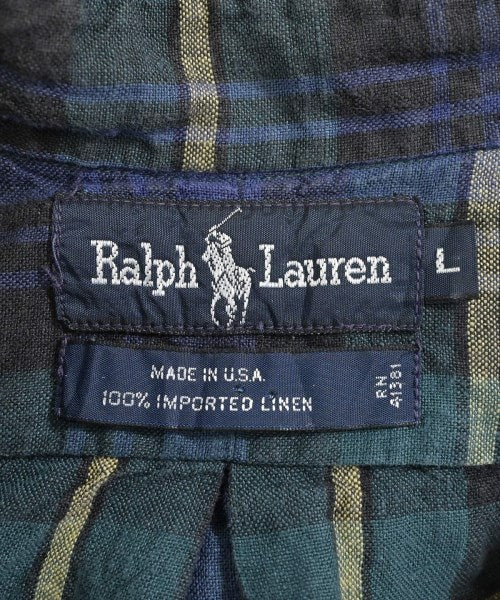 Ralph Lauren
L
MADE IN U.S.A.
100% IMPORTED LINEN
RN
41381